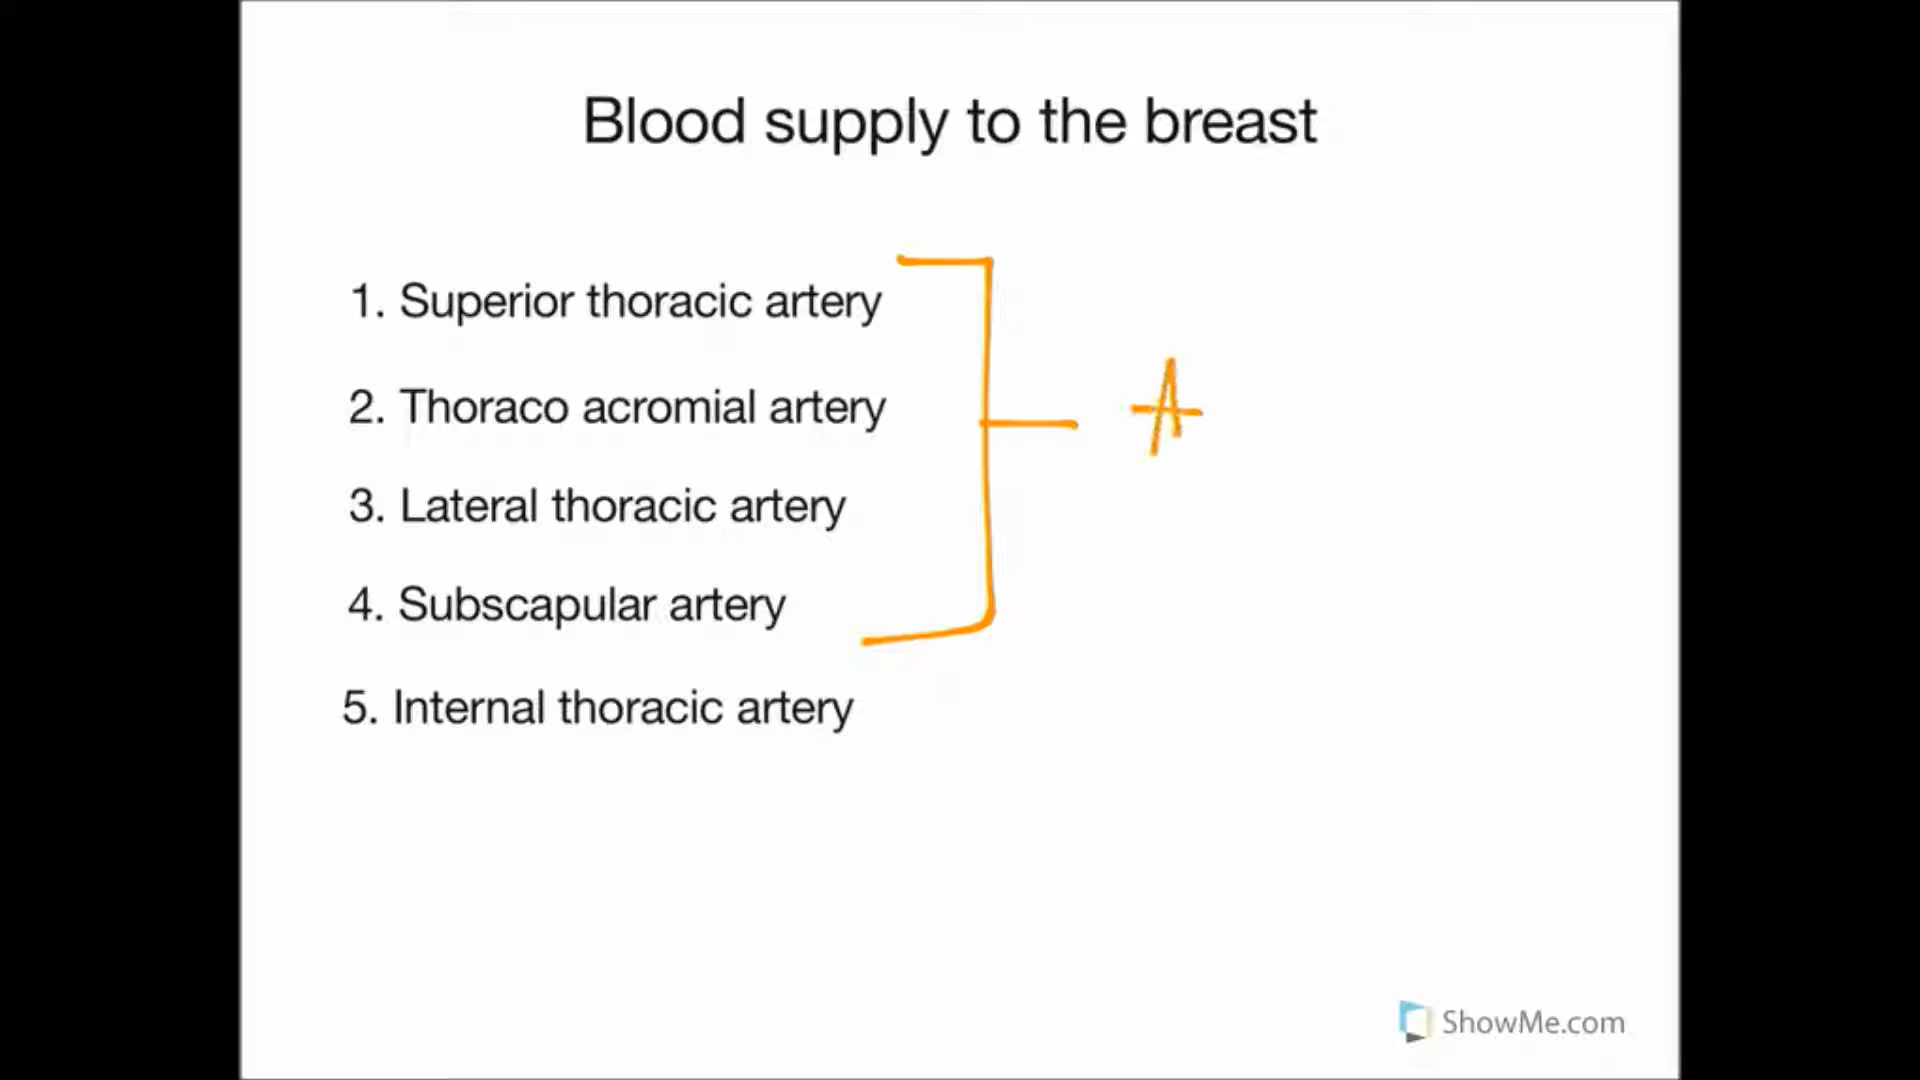 Blood supply to the breast
1. Superior thoracic artery
2. Thoraco acromial artery
A
3. Lateral thoracic artery
4. Subscapular artery
5. Internal thoracic artery
ShowMe.com